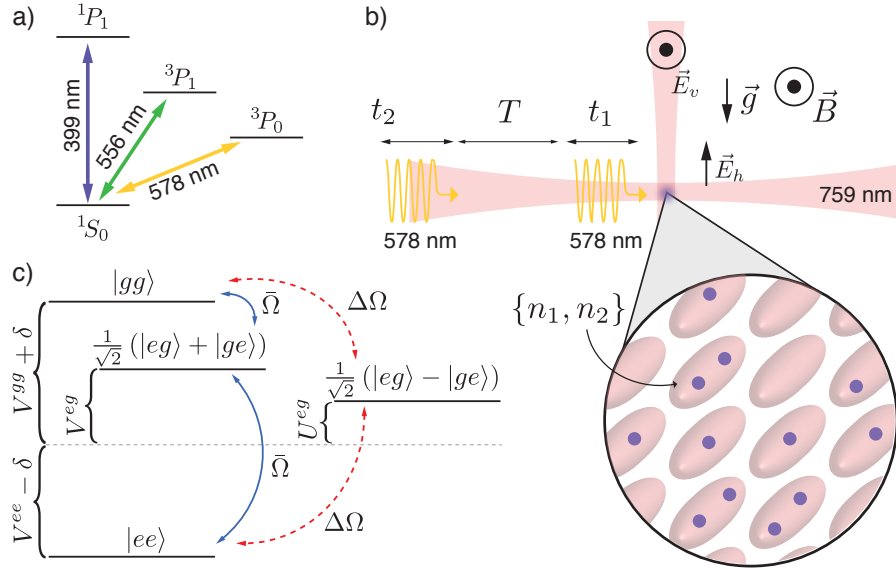 a)
¹P₁
³P₁
³P₀
399 nm
556 nm
578 nm
¹S₀
b)
t₂
T
t₁
E⃗ᵥ
g⃗
B⃗
E⃗ₕ
759 nm
578 nm
578 nm
{n₁, n₂}
c)
|gg⟩
Ω̄
ΔΩ
1/√2 (|eg⟩ + |ge⟩)
1/√2 (|eg⟩ − |ge⟩)
V^{gg} + δ
V^{eg}
U^{eg}
Ω̄
ΔΩ
V^{ee} − δ
|ee⟩